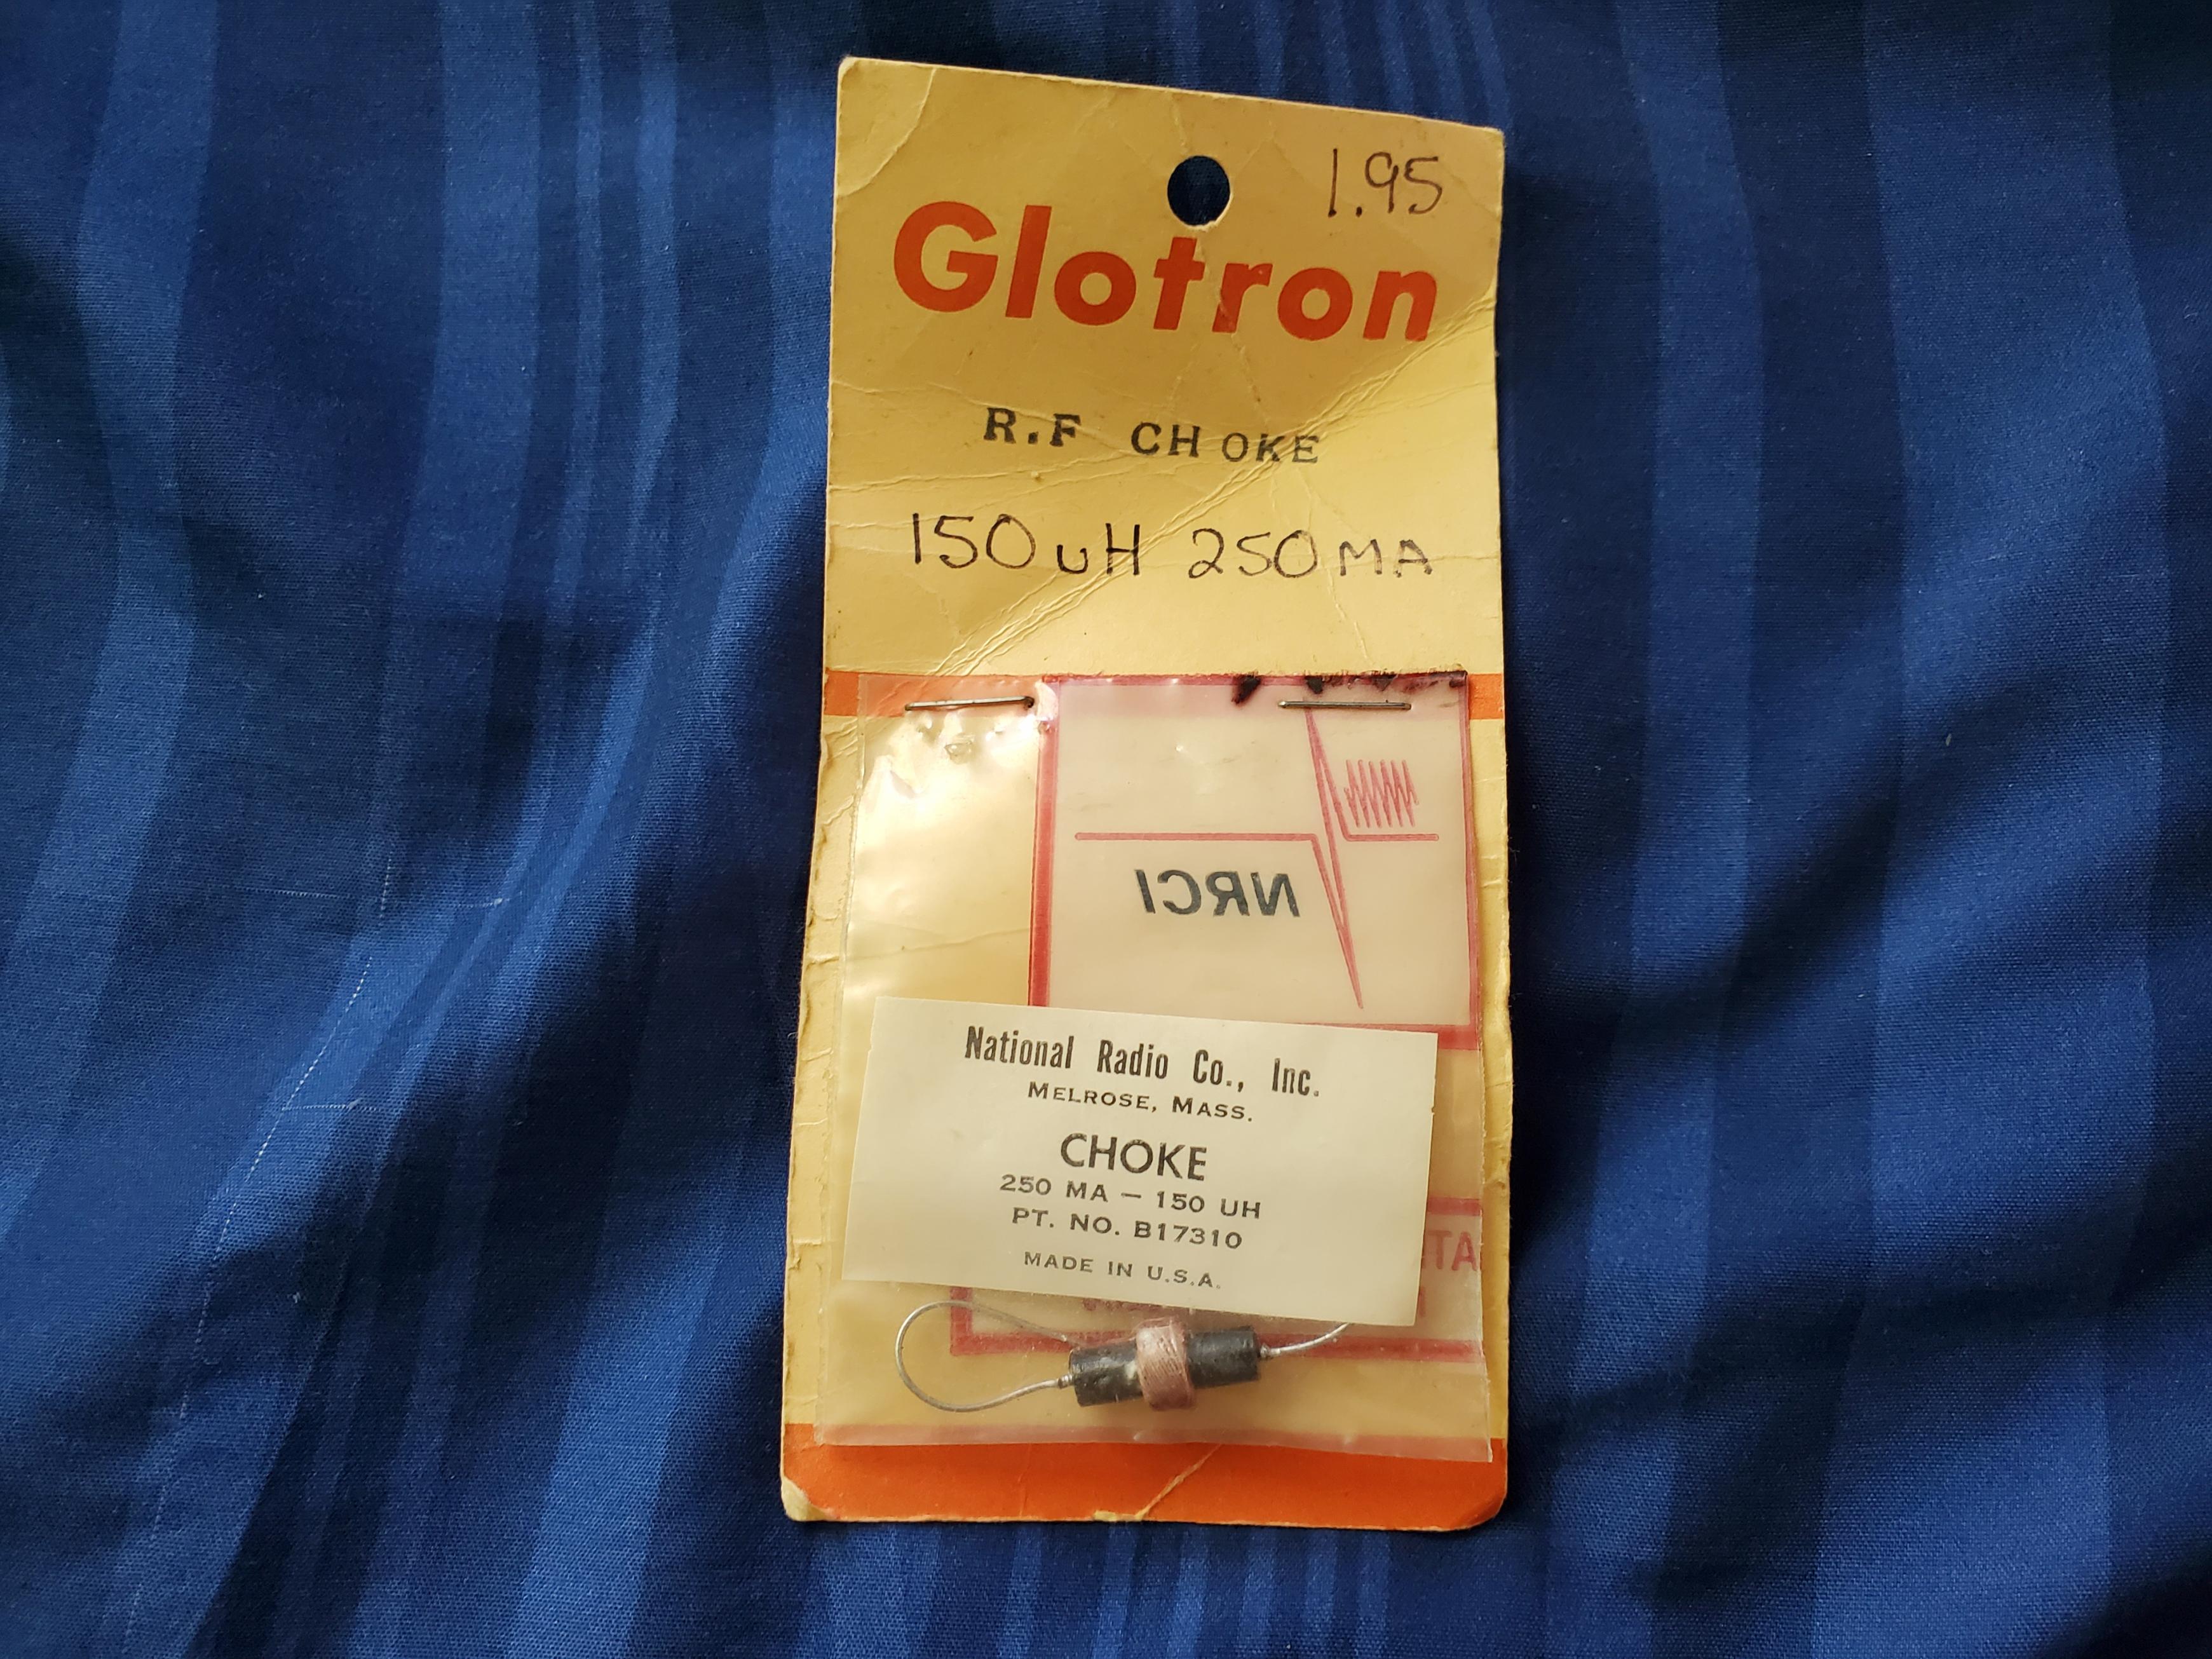 1.95
Glotron
R.F CHOKE
150 uH 250 MA
NRCI
National Radio Co., Inc.
MELROSE, MASS.
CHOKE
250 MA — 150 UH
PT. NO. B17310
MADE IN U.S.A.